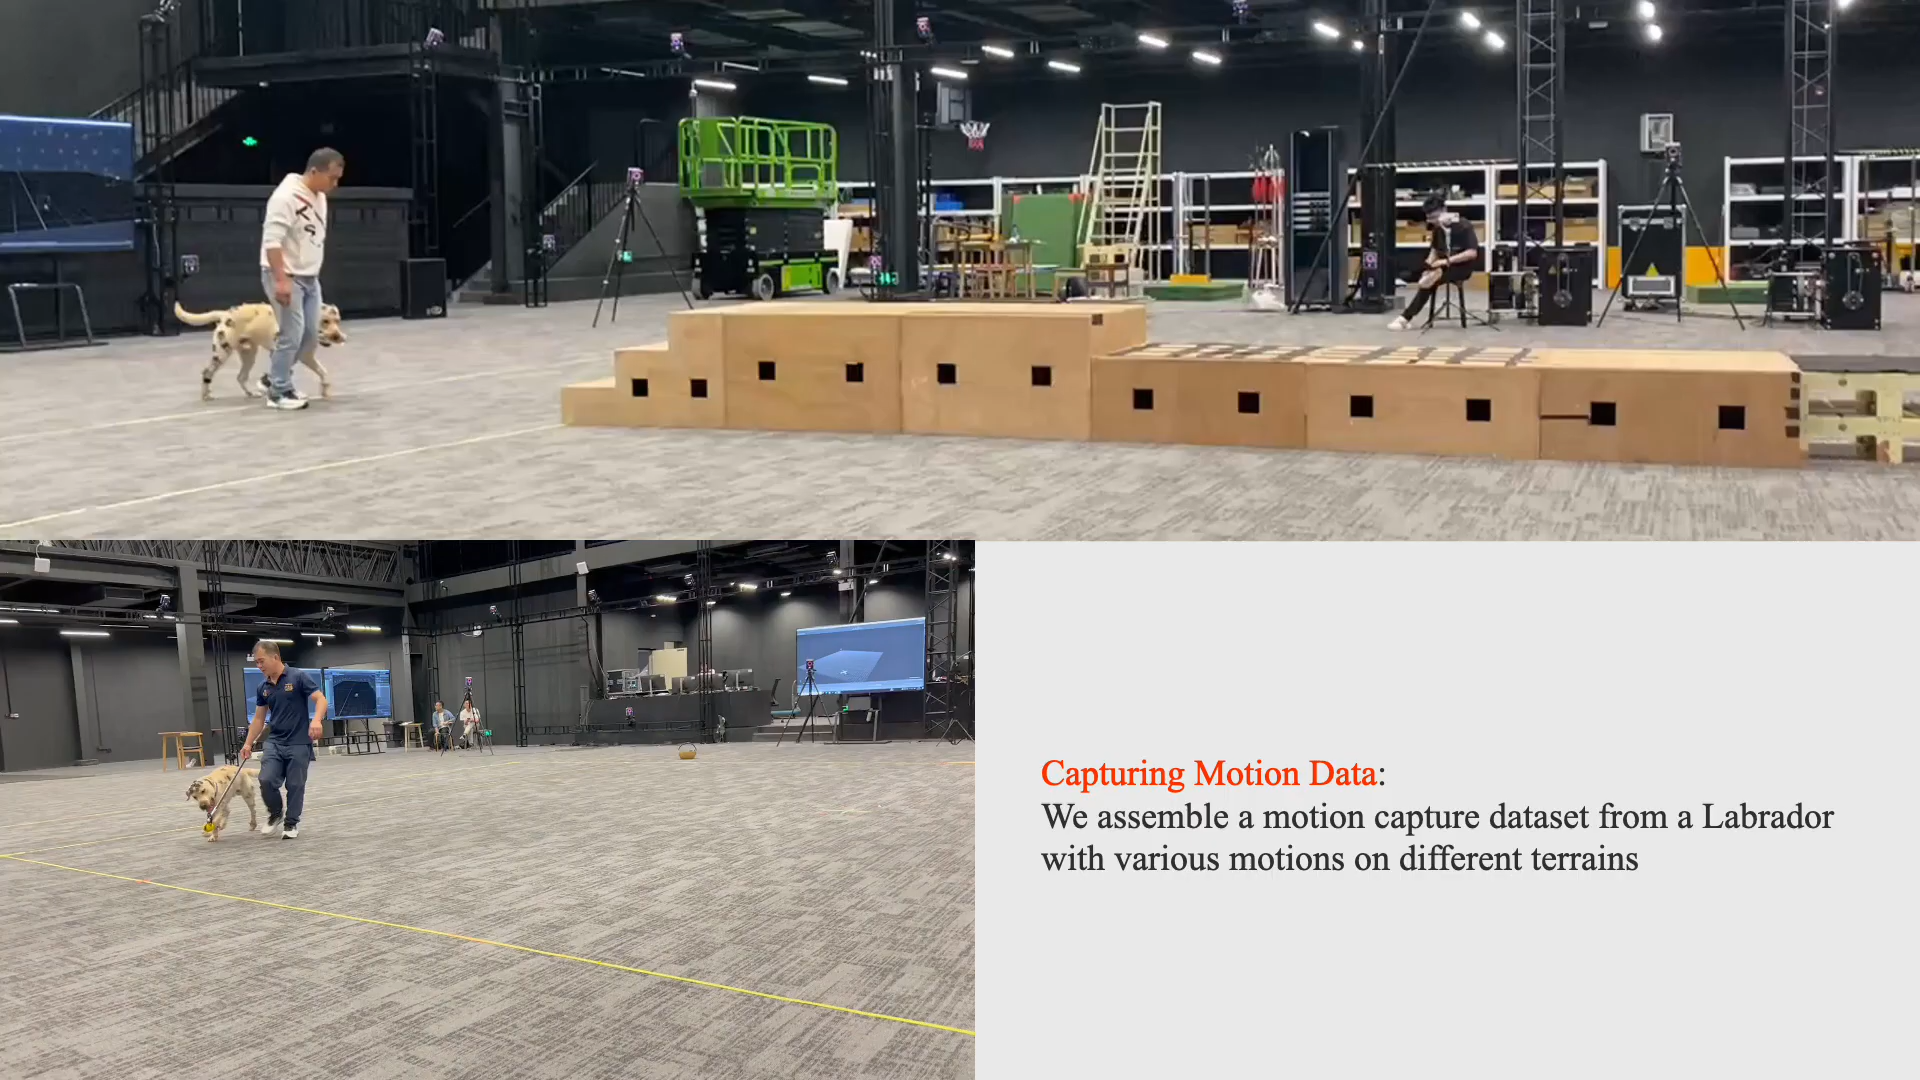 Capturing Motion Data:
We assemble a motion capture dataset from a Labrador
with various motions on different terrains